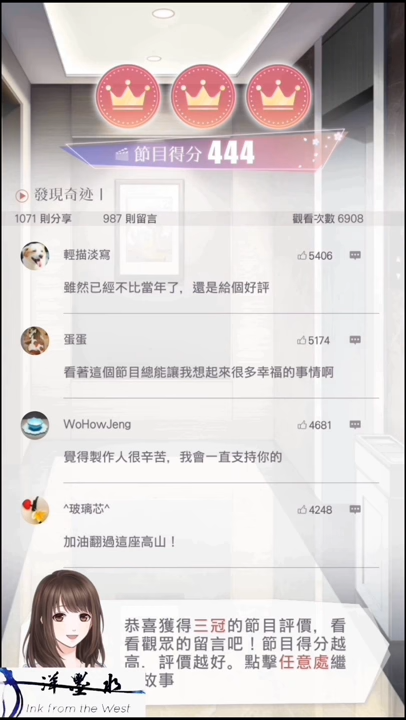 節目得分 444
發現奇迹
1071 則分享 987 則留言 觀看次數 6908
輕描淡寫 5406
雖然已經不比當年了，還是給個好評
蛋蛋 5174
看著這個節目總能讓我想起來很多幸福的事情啊
WoHowJeng 4681
覺得製作人很辛苦，我會一直支持你的
^玻璃芯^ 4248
加油翻過這座高山！
恭喜獲得三冠的節目評價，看
看觀眾的留言吧！節目得分越
高，評價越好。點擊任意處繼
故事
洋墨水
Ink from the West